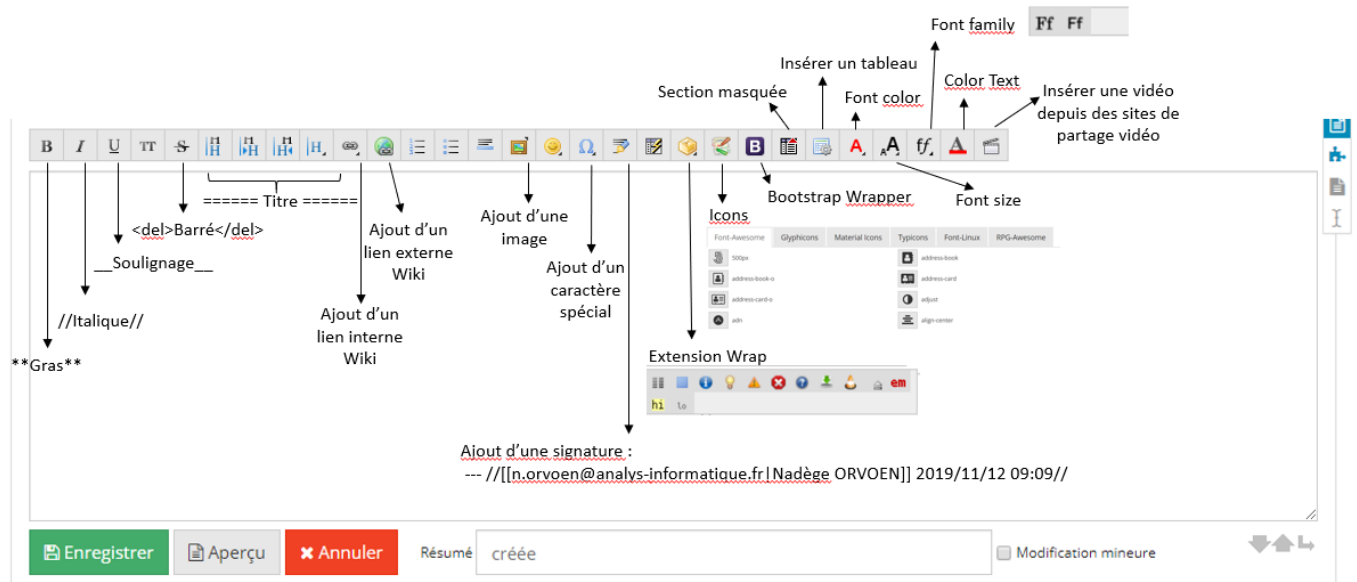 Font family
Ff Ff
Insérer un tableau
Color Text
Section masquée
Font color
Insérer une vidéo
depuis des sites de
partage vidéo
B I U TT S H H H H Ω B A AA ff A
====== Titre ======
<del>Barré</del>
__Soulignage__
//Italique//
**Gras**
Ajout d'un
lien interne
Wiki
Ajout d'un
lien externe
Wiki
Ajout d'une
image
Ajout d'un
caractère
spécial
Bootstrap Wrapper
Font size
Icons
Font-Awesome Glyphicons Material Icons Typicons Font-Linux RPG-Awesome
500px address-book
address-book-o address-card
address-card-o adjust
adn align-center
Extension Wrap
em
hi lo
Ajout d'une signature :
--- //[[n.orvoen@analys-informatique.fr|Nadège ORVOEN]] 2019/11/12 09:09//
Enregistrer Aperçu Annuler Résumé créée Modification mineure